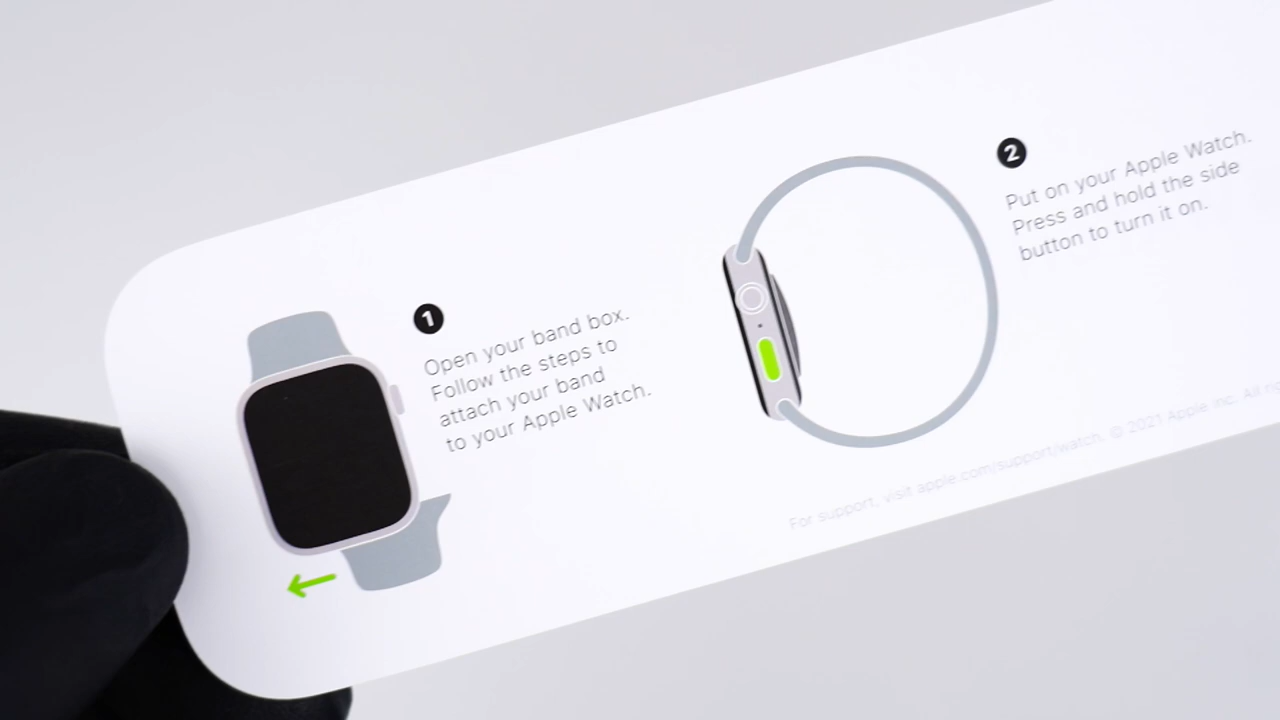 1
Open your band box.
Follow the steps to
attach your band
to your Apple Watch.
2
Put on your Apple Watch.
Press and hold the side
button to turn it on.
For support, visit apple.com/support/watch. © 2021 Apple Inc. All